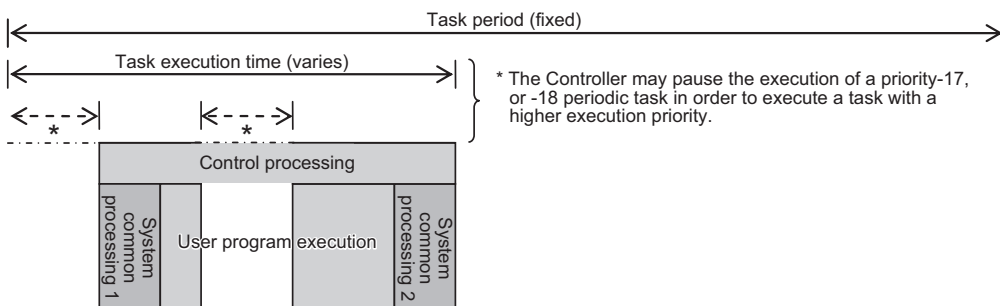 Task period (fixed)
Task execution time (varies)
* The Controller may pause the execution of a priority-17,
or -18 periodic task in order to execute a task with a
higher execution priority.
*
*
Control processing
System
common
processing 1
User program execution
System
common
processing 2